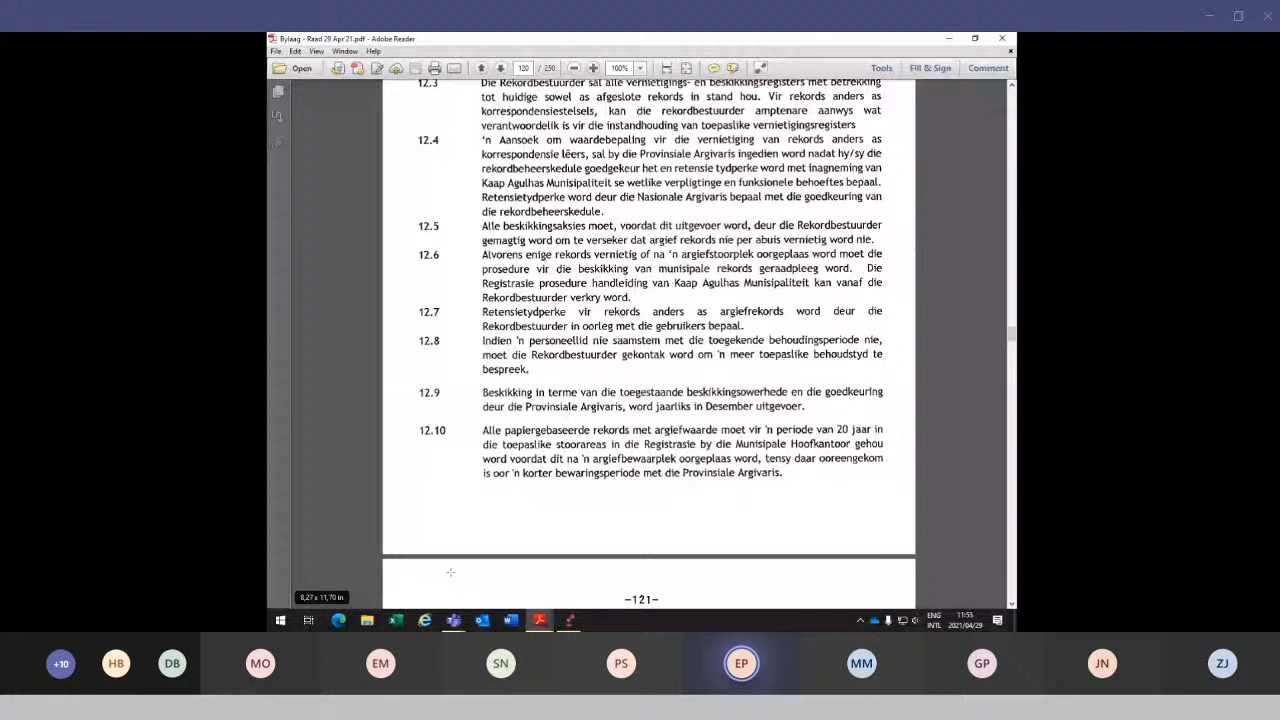 Bylaag - Raad 29 Apr 21.pdf - Adobe Reader
File Edit View Window Help
Open 120 / 250 100% Tools Fill & Sign Comment
12.3 Die Rekordbestuurder sal alle vernietigings- en beskikkingsregisters met betrekking
tot huidige sowel as afgeslote rekords in stand hou. Vir rekords anders as
korrespondensiestelsels, kan die rekordbestuurder amptenare aanwys wat
verantwoordelik is vir die instandhouding van toepaslike vernietigingsregisters
12.4 'n Aansoek om waardebepaling vir die vernietiging van rekords anders as
korrespondensie lêers, sal by die Provinsiale Argivaris ingedien word nadat hy/sy die
rekordbeheerskedule goedgekeur het en retensie tydperke word met inagneming van
Kaap Agulhas Munisipaliteit se wetlike verpligtinge en funksionele behoeftes bepaal.
Retensietydperke word deur die Nasionale Argivaris bepaal met die goedkeuring van
die rekordbeheerskedule.
12.5 Alle beskikkingsaksies moet, voordat dit uitgevoer word, deur die Rekordbestuurder
gemagtig word om te verseker dat argief rekords nie per abuis vernietig word nie.
12.6 Alvorens enige rekords vernietig of na 'n argiefstoorplek oorgeplaas word moet die
prosedure vir die beskikking van munisipale rekords geraadpleeg word. Die
Registrasie prosedure handleiding van Kaap Agulhas Munisipaliteit kan vanaf die
Rekordbestuurder verkry word.
12.7 Retensietydperke vir rekords anders as argiefrekords word deur die
Rekordbestuurder in oorleg met die gebruikers bepaal.
12.8 Indien 'n personeellid nie saamstem met die toegekende behoudingsperiode nie,
moet die Rekordbestuurder gekontak word om 'n meer toepaslike behoudstyd te
bespreek.
12.9 Beskikking in terme van die toegestaande beskikkingsowerhede en die goedkeuring
deur die Provinsiale Argivaris, word jaarliks in Desember uitgevoer.
12.10 Alle papiergebaseerde rekords met argiefwaarde moet vir 'n periode van 20 jaar in
die toepaslike stoorareas in die Registrasie by die Munisipale Hoofkantoor gehou
word voordat dit na 'n argiefbewaarplek oorgeplaas word, tensy daar ooreengekom
is oor 'n korter bewaringsperiode met die Provinsiale Argivaris.
-121-
8,27 x 11,70 in
ENG
INTL
11:55
2021/04/29
+10 HB DB MO EM SN PS EP MM GP JN ZJ